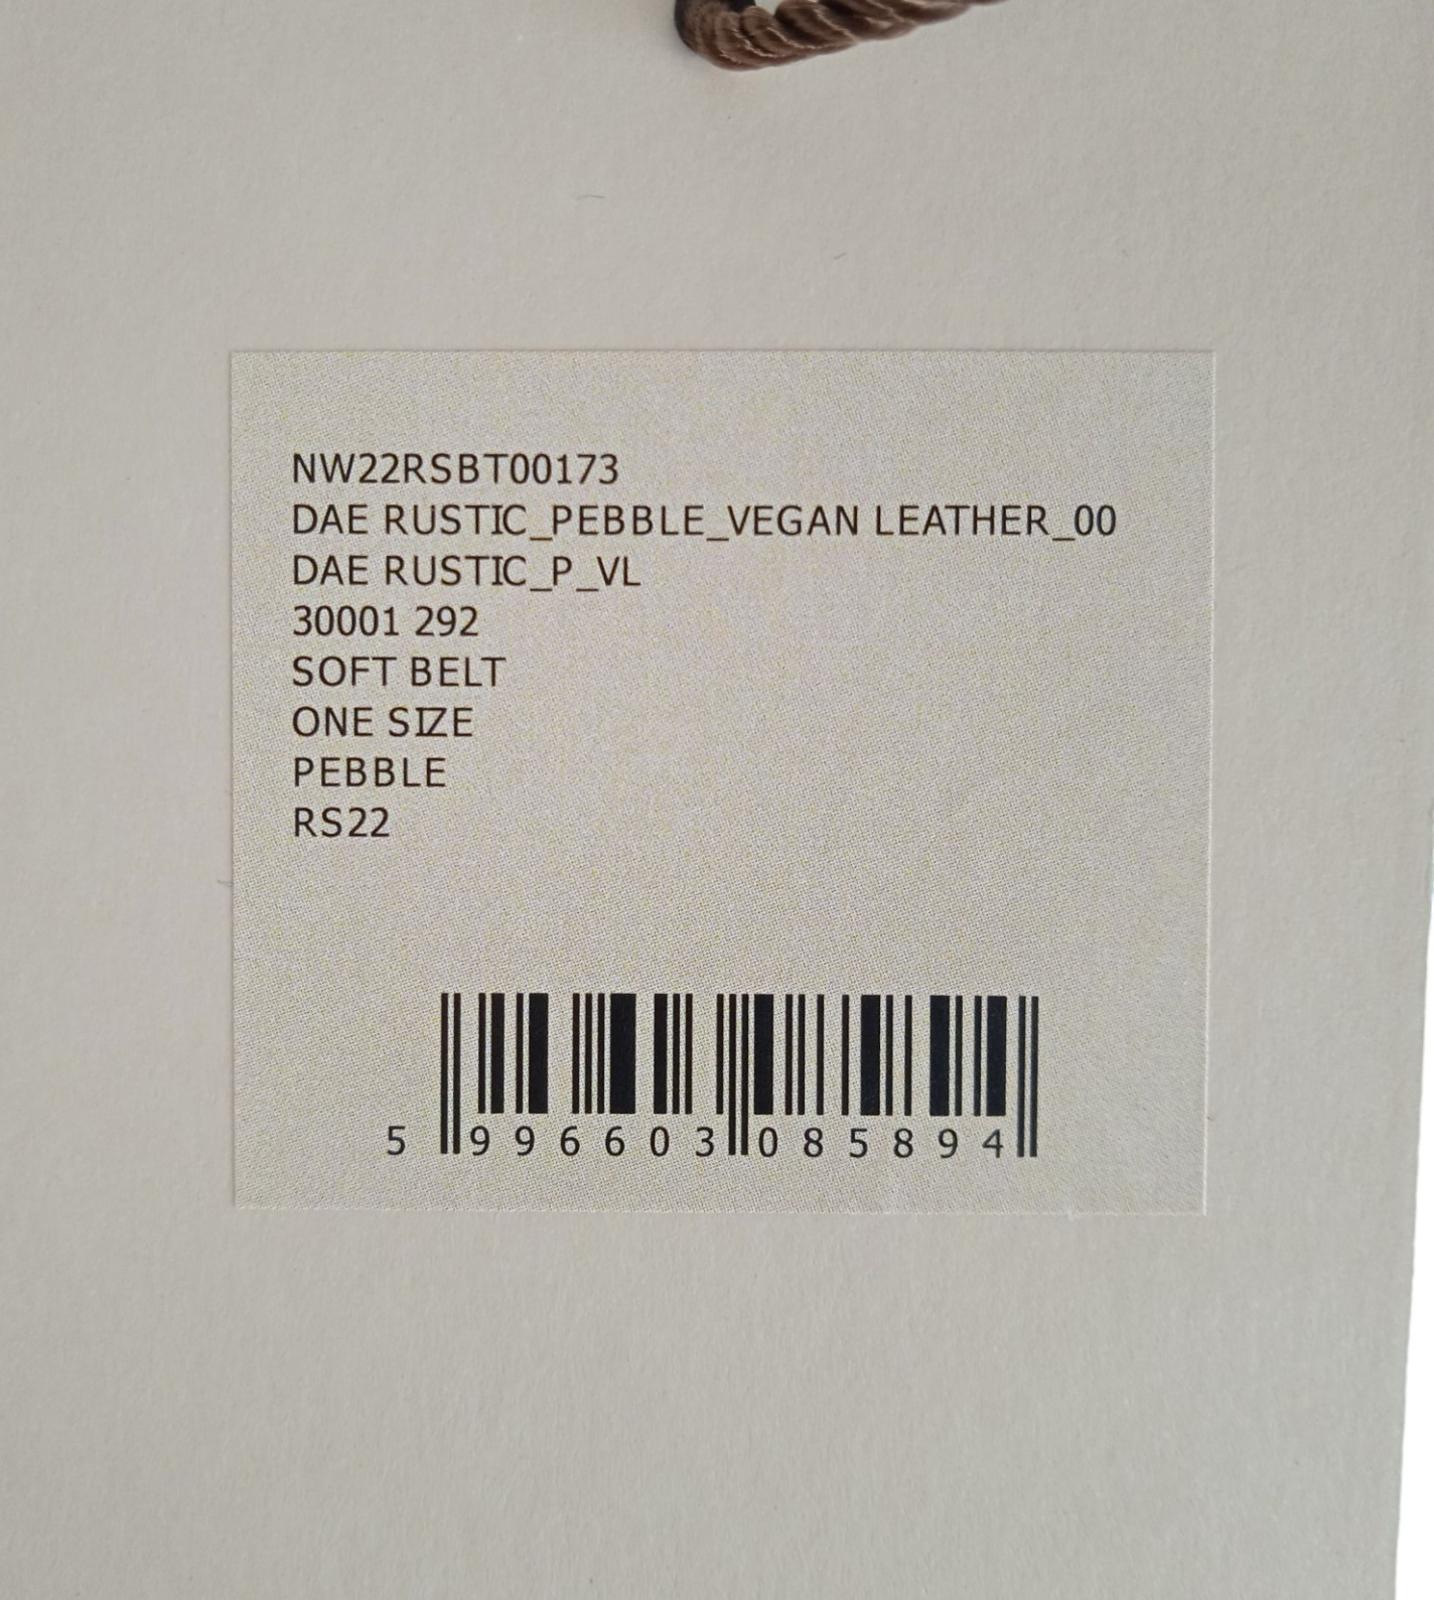 NW22RSBT00173
DAE RUSTIC_PEBBLE_VEGAN LEATHER_00
DAE RUSTIC_P_VL
30001 292
SOFT BELT
ONE SIZE
PEBBLE
RS22
5 996603 085894